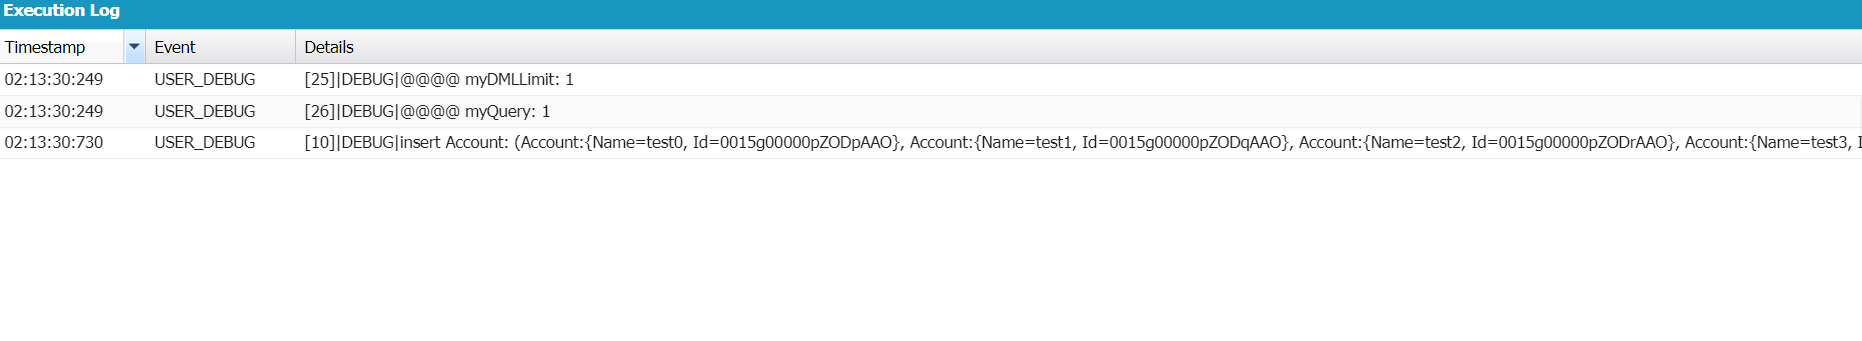 Execution Log
Timestamp Event Details
02:13:30:249 USER_DEBUG [25]|DEBUG|@@@@ myDMLLimit: 1
02:13:30:249 USER_DEBUG [26]|DEBUG|@@@@ myQuery: 1
02:13:30:730 USER_DEBUG [10]|DEBUG|insert Account: (Account:{Name=test0, Id=0015g00000pZODpAAO}, Account:{Name=test1, Id=0015g00000pZODqAAO}, Account:{Name=test2, Id=0015g00000pZODrAAO}, Account:{Name=test3,